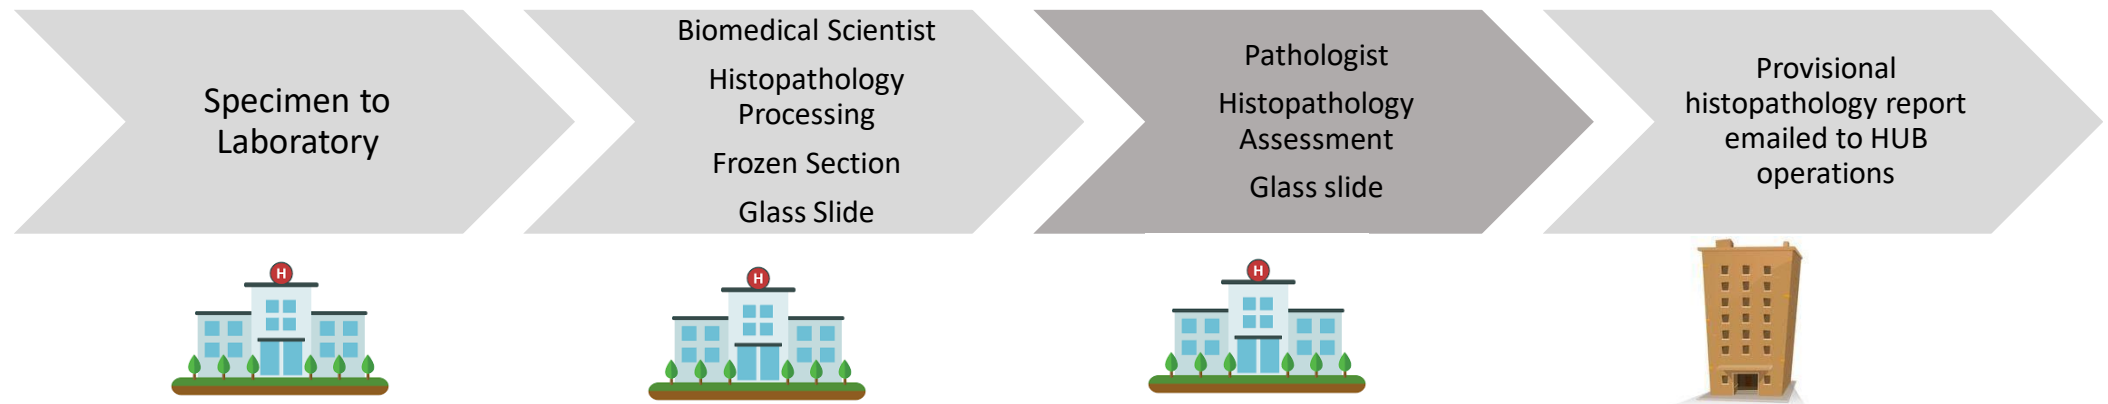 Specimen to
Laboratory
Biomedical Scientist
Histopathology
Processing
Frozen Section
Glass Slide
Pathologist
Histopathology
Assessment
Glass slide
Provisional
histopathology report
emailed to HUB
operations
H
H
H